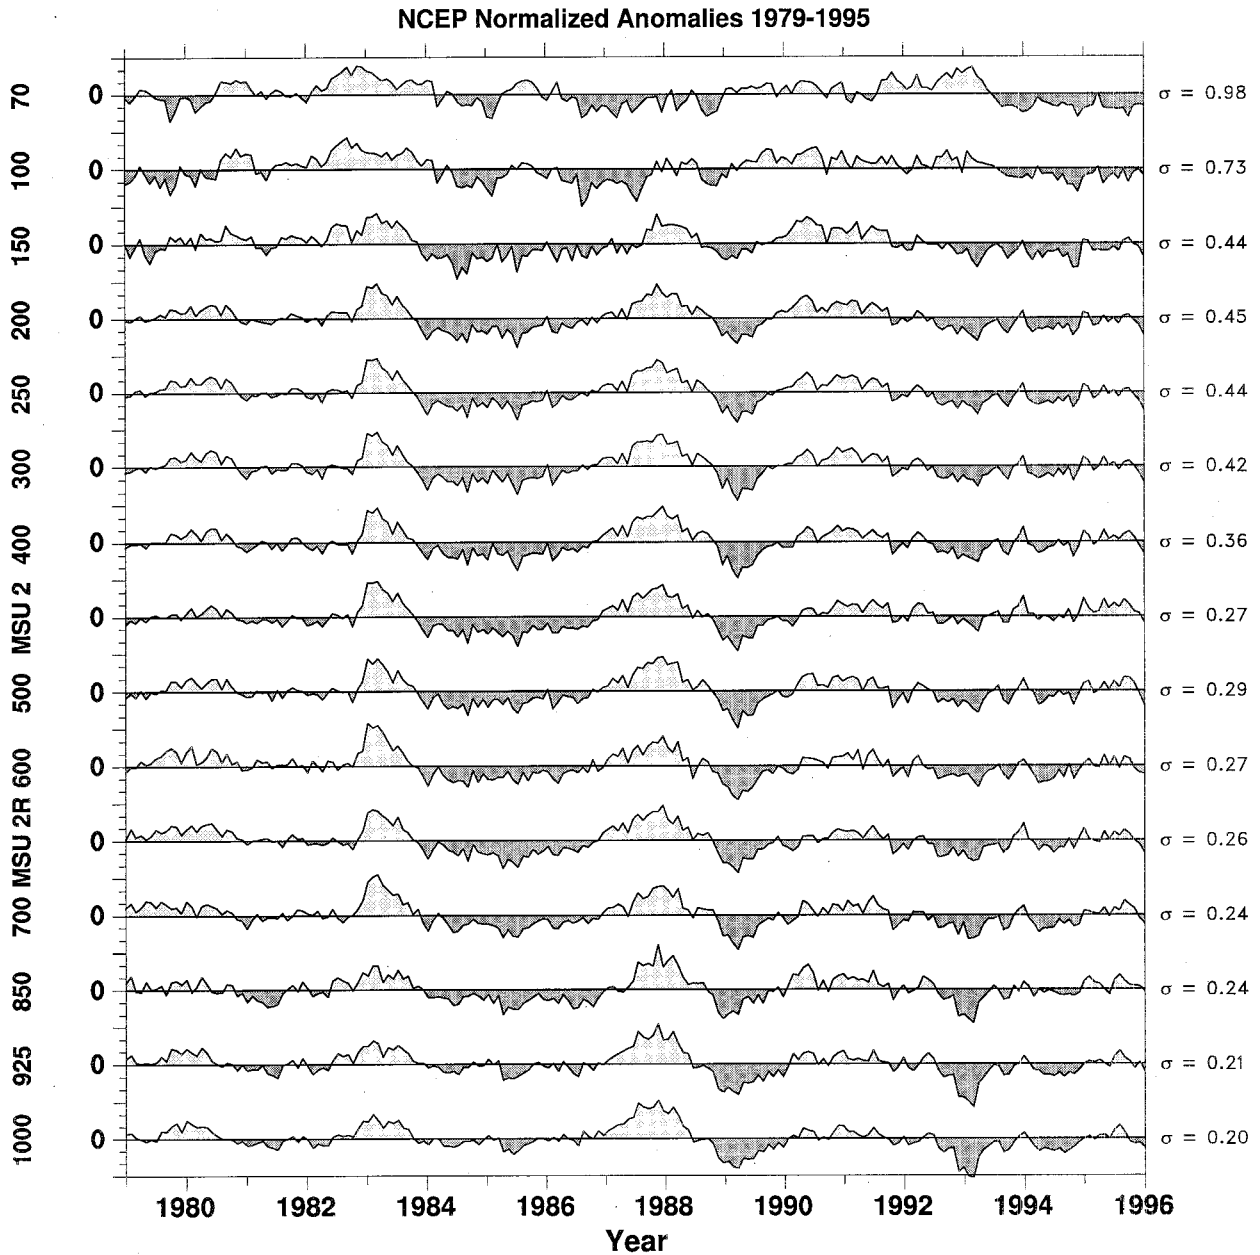 NCEP Normalized Anomalies 1979-1995
70 0 σ = 0.98
100 0 σ = 0.73
150 0 σ = 0.44
200 0 σ = 0.45
250 0 σ = 0.44
300 0 σ = 0.42
400 0 σ = 0.36
MSU 2 0 σ = 0.27
500 0 σ = 0.29
600 0 σ = 0.27
MSU 2R 0 σ = 0.26
700 0 σ = 0.24
850 0 σ = 0.24
925 0 σ = 0.21
1000 0 σ = 0.20
1980 1982 1984 1986 1988 1990 1992 1994 1996
Year